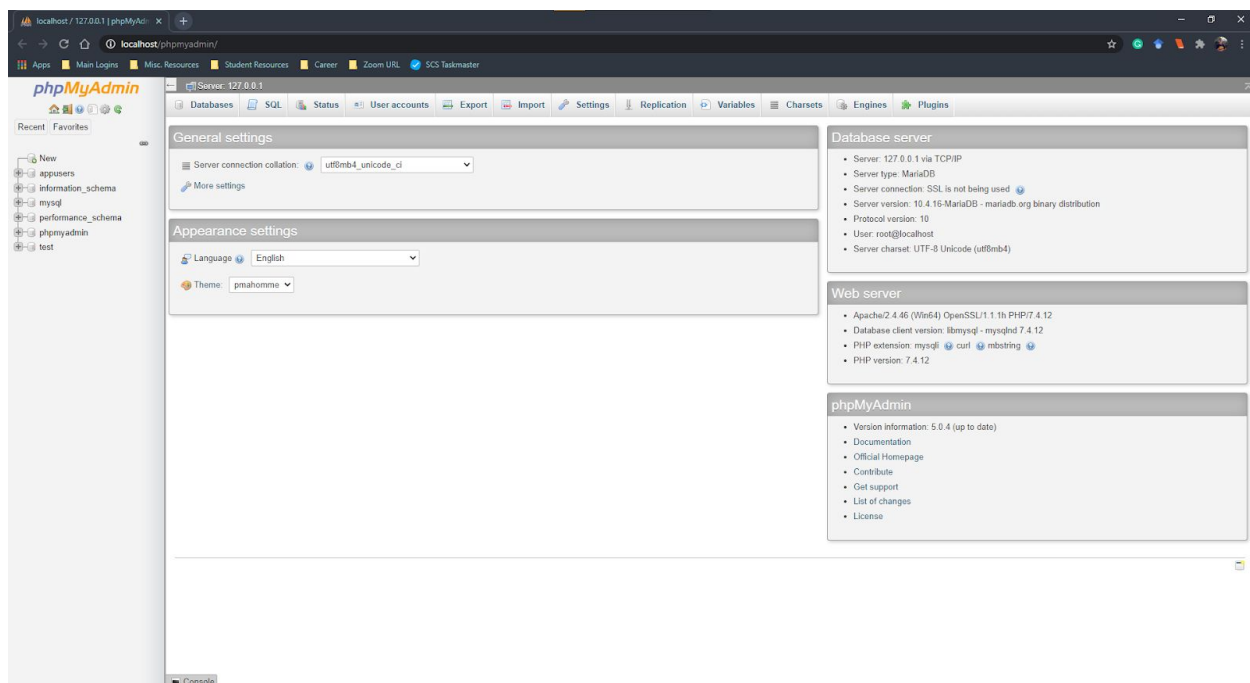 localhost / 127.0.0.1 | phpMyAdm
localhost/phpmyadmin/
Apps Main Logins Misc. Resources Student Resources Career Zoom URL SCS Taskmaster
phpMyAdmin
Recent Favorites
New
appusers
information_schema
mysql
performance_schema
phpmyadmin
test
Server: 127.0.0.1
Databases SQL Status User accounts Export Import Settings Replication Variables Charsets Engines Plugins
General settings
Server connection collation: utf8mb4_unicode_ci
More settings
Appearance settings
Language English
Theme: pmahomme
Database server
• Server: 127.0.0.1 via TCP/IP
• Server type: MariaDB
• Server connection: SSL is not being used
• Server version: 10.4.16-MariaDB - mariadb.org binary distribution
• Protocol version: 10
• User: root@localhost
• Server charset: UTF-8 Unicode (utf8mb4)
Web server
• Apache/2.4.46 (Win64) OpenSSL/1.1.1h PHP/7.4.12
• Database client version: libmysql - mysqlnd 7.4.12
• PHP extension: mysqli curl mbstring
• PHP version: 7.4.12
phpMyAdmin
• Version information: 5.0.4 (up to date)
• Documentation
• Official Homepage
• Contribute
• Get support
• List of changes
• License
Console